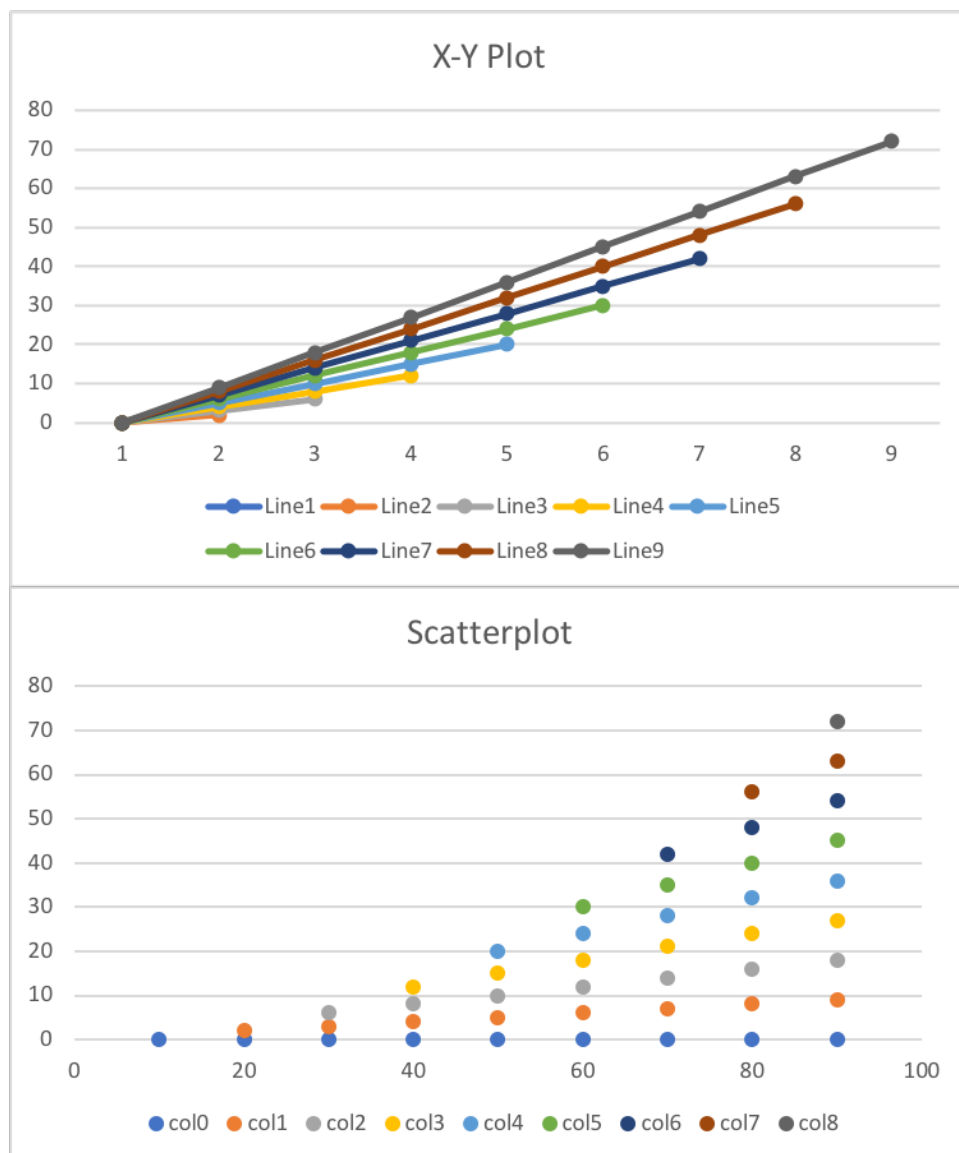 X-Y Plot
80
70
60
50
40
30
20
10
0
1 2 3 4 5 6 7 8 9
Line1 Line2 Line3 Line4 Line5
Line6 Line7 Line8 Line9
Scatterplot
80
70
60
50
40
30
20
10
0
0 20 40 60 80 100
col0 col1 col2 col3 col4 col5 col6 col7 col8